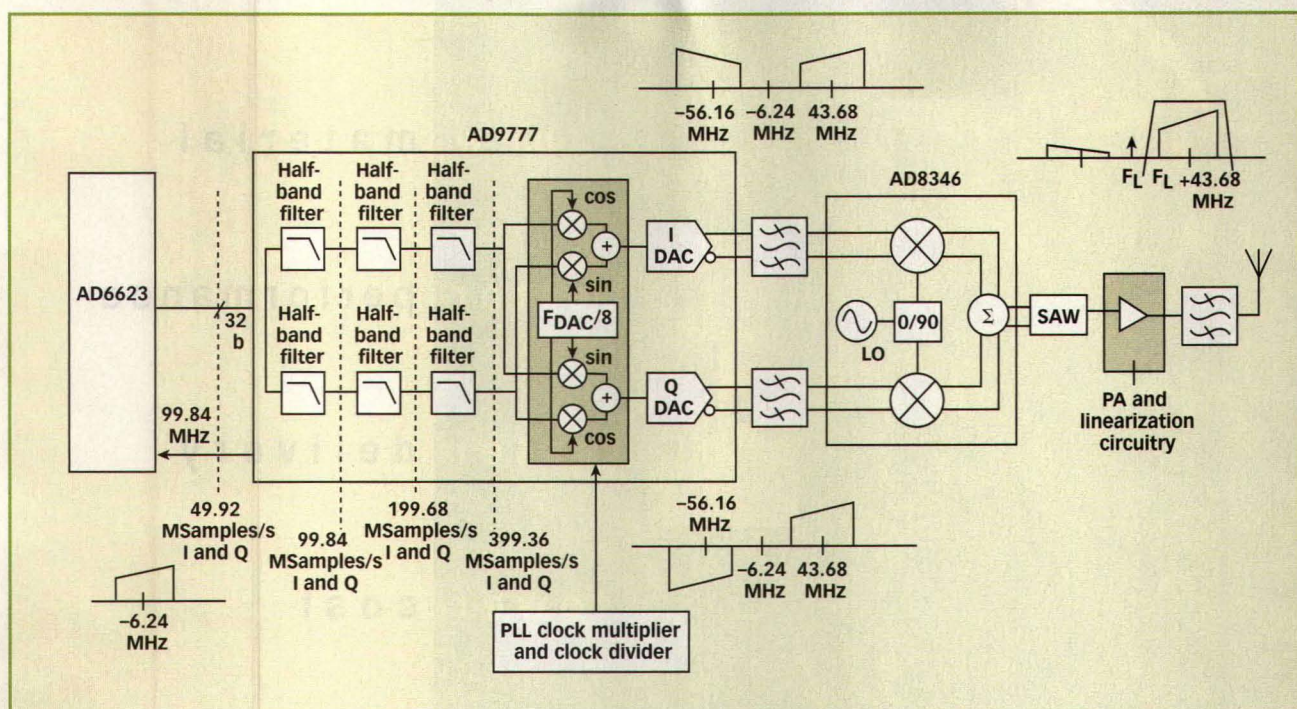 −56.16
MHz
−6.24
MHz
43.68
MHz
AD9777
AD8346
FL
FL +43.68
MHz
Half-
band
filter
Half-
band
filter
Half-
band
filter
cos
sin
I
DAC
AD6623
32
b
FDAC/8
0/90
LO
Σ
SAW
Half-
band
filter
Half-
band
filter
Half-
band
filter
sin
cos
Q
DAC
PA and
linearization
circuitry
99.84
MHz
49.92
MSamples/s
I and Q
99.84
MSamples/s
I and Q
199.68
MSamples/s
I and Q
399.36
MSamples/s
I and Q
−56.16
MHz
−6.24
MHz
43.68
MHz
−6.24
MHz
PLL clock multiplier
and clock divider